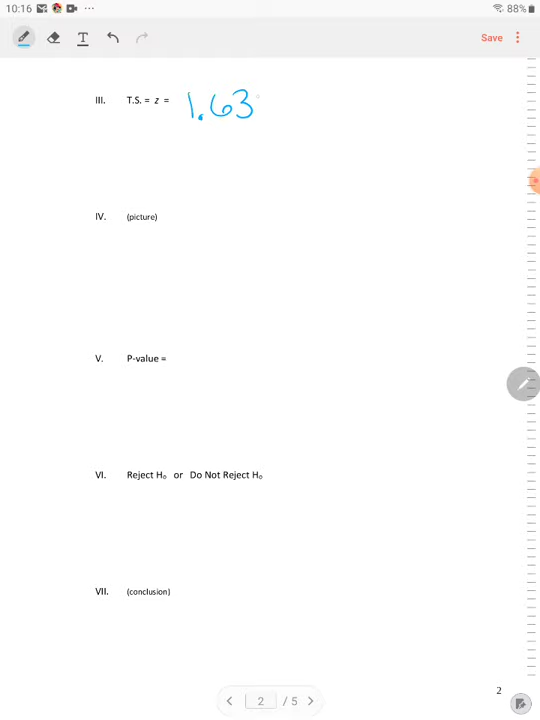 10:16
88%
Save
III. T.S. = z = 1.63
IV. (picture)
V. P-value =
VI. Reject H₀ or Do Not Reject H₀
VII. (conclusion)
2
2 / 5